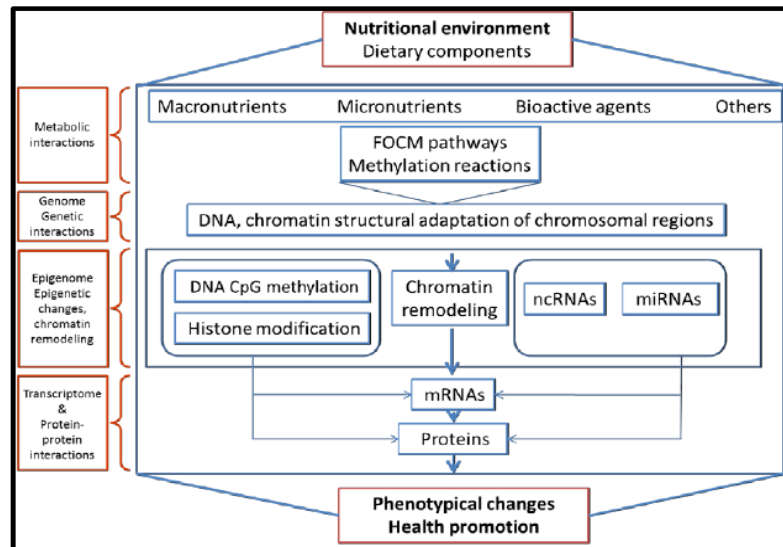 Nutritional environment
Dietary components
Metabolic
interactions
Macronutrients Micronutrients Bioactive agents Others
FOCM pathways
Methylation reactions
Genome
Genetic
interactions
DNA, chromatin structural adaptation of chromosomal regions
Epigenome
Epigenetic
changes,
chromatin
remodeling
DNA CpG methylation
Histone modification
Chromatin
remodeling
ncRNAs
miRNAs
Transcriptome
&
Protein-
protein
interactions
mRNAs
Proteins
Phenotypical changes
Health promotion